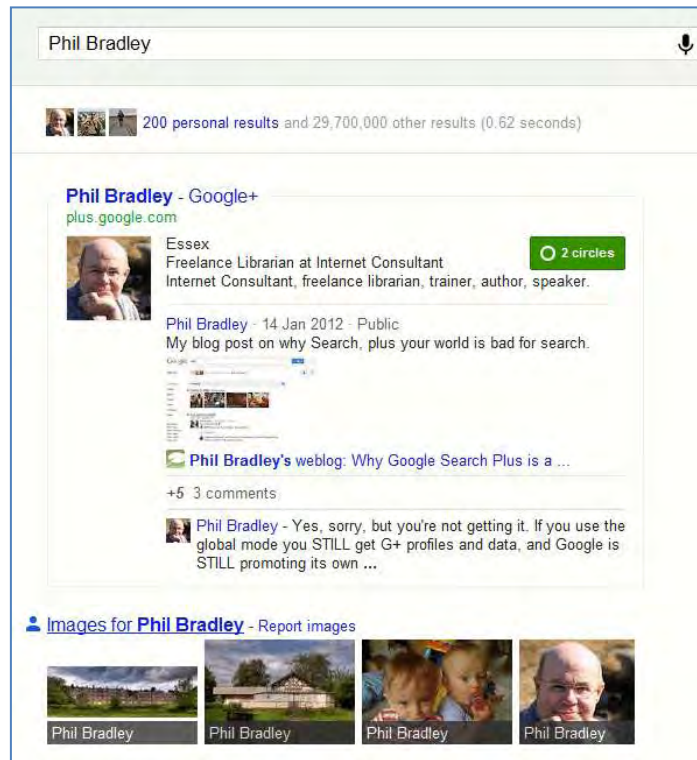 Phil Bradley
200 personal results and 29,700,000 other results (0.62 seconds)
Phil Bradley - Google+
plus.google.com
Essex
2 circles
Freelance Librarian at Internet Consultant
Internet Consultant, freelance librarian, trainer, author, speaker.
Phil Bradley · 14 Jan 2012 · Public
My blog post on why Search, plus your world is bad for search.
Phil Bradley's weblog: Why Google Search Plus is a ...
+5 3 comments
Phil Bradley - Yes, sorry, but you're not getting it. If you use the
global mode you STILL get G+ profiles and data, and Google is
STILL promoting its own ...
Images for Phil Bradley - Report images
Phil Bradley
Phil Bradley
Phil Bradley
Phil Bradley